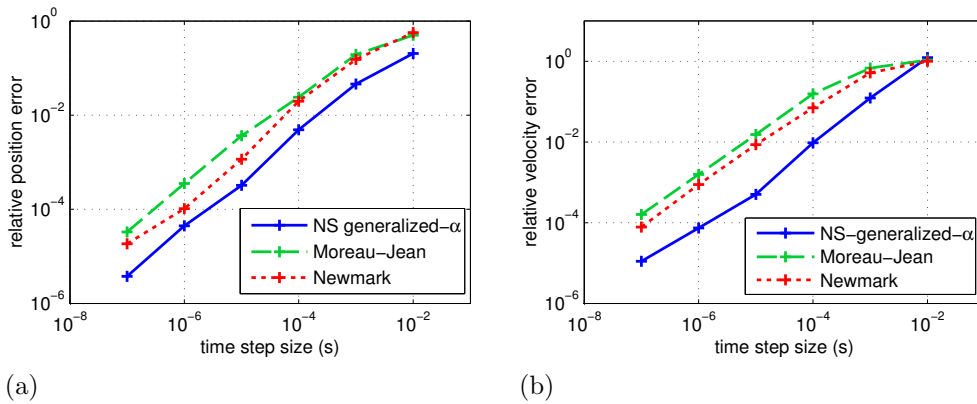 relative position error
10^0
10^-2
10^-4
10^-6
NS generalized-α
Moreau-Jean
Newmark
10^-8 10^-6 10^-4 10^-2
time step size (s)
(a)
relative velocity error
10^0
10^-2
10^-4
10^-6
NS-generalized-α
Moreau-Jean
Newmark
10^-8 10^-6 10^-4 10^-2
time step size (s)
(b)